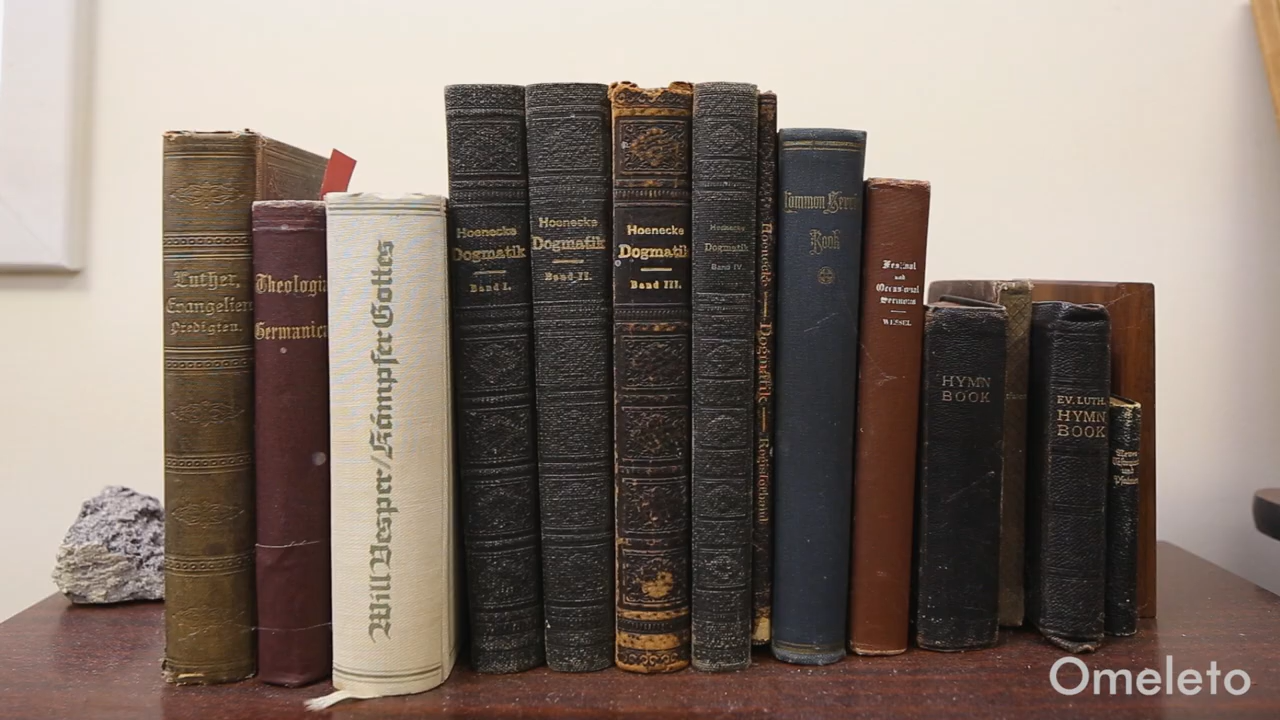 Luther,
Evangelien
Predigten.
Theologia
Germanica
Will Vesper/Kämpfer Gottes
Hoenecke
Dogmatik
Band I.
Hoenecke
Dogmatik
Band II.
Hoenecke
Dogmatik
Band III.
Hoenecke
Dogmatik
Band IV.
Hoenecke — Dogmatik — Registerband
Common Service
Book
Festival
and
Occasional
Sermons
WESSEL
HYMN
BOOK
EV. LUTH.
HYMN
BOOK
Omeleto